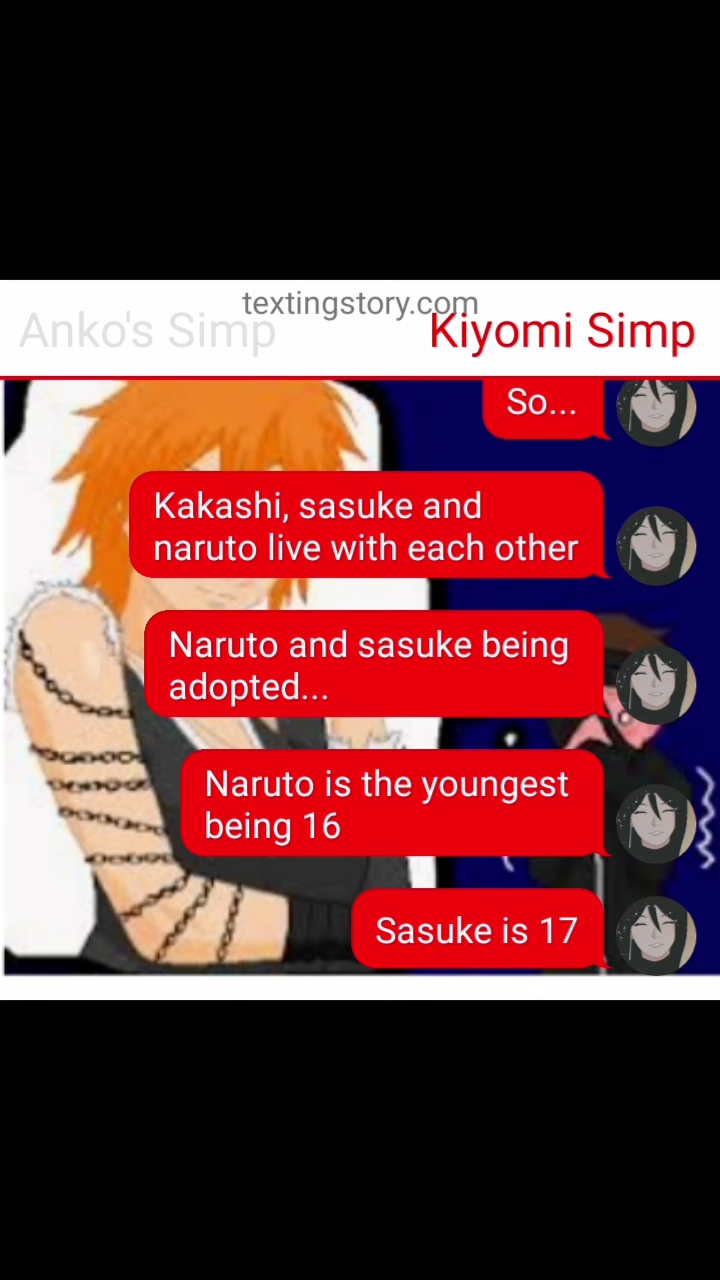 textingstory.com
Anko's Simp
Kiyomi Simp
So...
Kakashi, sasuke and
naruto live with each other
Naruto and sasuke being
adopted...
Naruto is the youngest
being 16
Sasuke is 17